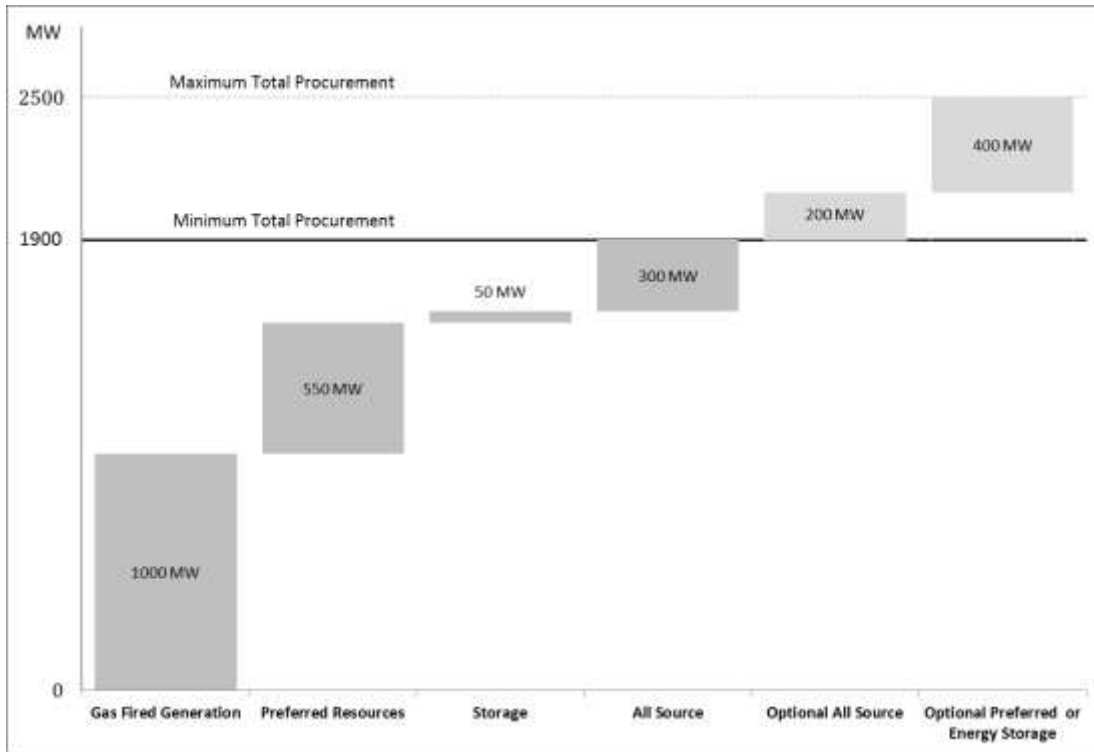 MW
Maximum Total Procurement
2500
400 MW
Minimum Total Procurement
200 MW
1900
300 MW
50 MW
550 MW
1000 MW
0
Gas Fired Generation
Preferred Resources
Storage
All Source
Optional All Source
Optional Preferred or
Energy Storage